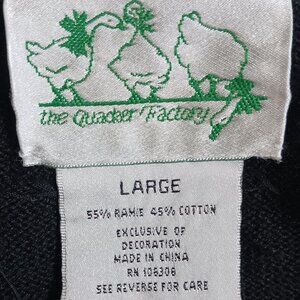 the Quacker Factory
LARGE
55% RAMIE 45% COTTON
EXCLUSIVE OF
DECORATION
MADE IN CHINA
RN 106306
SEE REVERSE FOR CARE